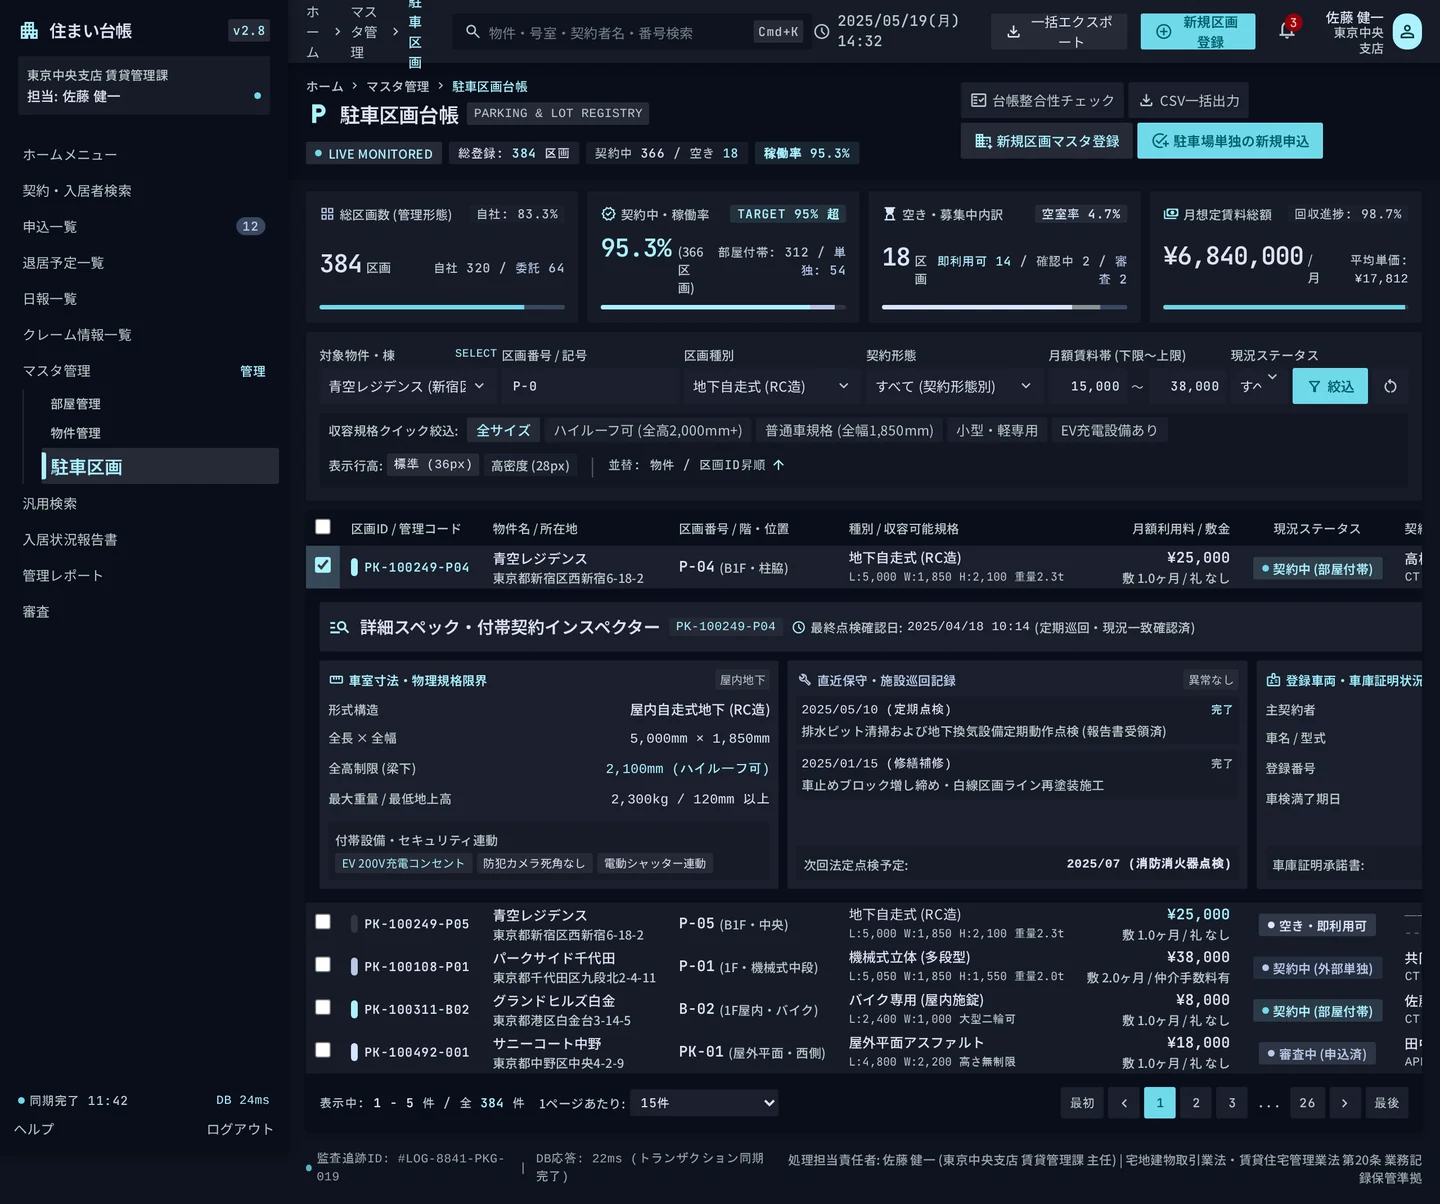 住まい台帳 v2.8
東京中央支店 賃貸管理課
担当: 佐藤 健一
ホームメニュー
契約・入居者検索
申込一覧 12
退居予定一覧
日報一覧
クレーム情報一覧
マスタ管理 管理
部屋管理
物件管理
駐車区画
汎用検索
入居状況報告書
管理レポート
審査
同期完了 11:42 DB 24ms
ヘルプ ログアウト
ホーム › マスタ管理 › 駐車区画
物件・号室・契約者名・番号検索 Cmd+K
2025/05/19(月) 14:32
一括エクスポート
新規区画登録
3
佐藤 健一
東京中央支店
ホーム › マスタ管理 › 駐車区画台帳
P 駐車区画台帳 PARKING & LOT REGISTRY
LIVE MONITORED 総登録: 384 区画 契約中 366 / 空き 18 稼働率 95.3%
台帳整合性チェック CSV一括出力
新規区画マスタ登録 駐車場単独の新規申込
総区画数 (管理形態) 自社: 83.3%
384 区画 自社 320 / 委託 64
契約中・稼働率 TARGET 95% 超
95.3% (366区画) 部屋付帯: 312 / 単独: 54
空き・募集中内訳 空室率 4.7%
18 区画 即利用可 14 / 確認中 2 / 審査 2
月想定賃料総額 回収進捗: 98.7%
¥6,840,000 / 月 平均単価: ¥17,812
対象物件・棟 SELECT 区画番号 / 記号 区画種別 契約形態 月額賃料帯 (下限〜上限) 現況ステータス
青空レジデンス (新宿区 P-0 地下自走式 (RC造) すべて (契約形態別) 15,000 〜 38,000 すべ 絞込
収容規格クイック絞込: 全サイズ ハイルーフ可 (全高2,000mm+) 普通車規格 (全幅1,850mm) 小型・軽専用 EV充電設備あり
表示行高: 標準 (36px) 高密度 (28px) | 並替: 物件 / 区画ID昇順 ↑
区画ID / 管理コード 物件名 / 所在地 区画番号 / 階・位置 種別 / 収容可能規格 月額利用料 / 敷金 現況ステータス 契
PK-100249-P04 青空レジデンス P-04 (B1F・柱脇) 地下自走式 (RC造) ¥25,000 契約中 (部屋付帯)
東京都新宿区西新宿6-18-2 L:5,000 W:1,850 H:2,100 重量2.3t 敷 1.0ヶ月 / 礼 なし CT
詳細スペック・付帯契約インスペクター PK-100249-P04 最終点検確認日: 2025/04/18 10:14 (定期巡回・現況一致確認済)
車室寸法・物理規格限界 屋内地下
形式構造 屋内自走式地下 (RC造)
全長 × 全幅 5,000mm × 1,850mm
全高制限 (梁下) 2,100mm (ハイルーフ可)
最大重量 / 最低地上高 2,300kg / 120mm 以上
付帯設備・セキュリティ連動
EV 200V充電コンセント 防犯カメラ死角なし 電動シャッター連動
直近保守・施設巡回記録 異常なし
2025/05/10 (定期点検) 完了
排水ピット清掃および地下換気設備定期動作点検 (報告書受領済)
2025/01/15 (修繕補修) 完了
車止めブロック増し締め・白線区画ライン再塗装施工
次回法定点検予定: 2025/07 (消防消火器点検)
登録車両・車庫証明状況
主契約者
車名 / 型式
登録番号
車検満了期日
車庫証明承諾書:
PK-100249-P05 青空レジデンス P-05 (B1F・中央) 地下自走式 (RC造) ¥25,000 空き・即利用可
東京都新宿区西新宿6-18-2 L:5,000 W:1,850 H:2,100 重量2.3t 敷 1.0ヶ月 / 礼 なし --
PK-100108-P01 パークサイド千代田 P-01 (1F・機械式中段) 機械式立体 (多段型) ¥38,000 契約中 (外部単独) 共
東京都千代田区九段北2-4-11 L:5,050 W:1,850 H:1,550 重量2.0t 敷 2.0ヶ月 / 仲介手数料有 CT
PK-100311-B02 グランドヒルズ白金 B-02 (1F屋内・バイク) バイク専用 (屋内施錠) ¥8,000 契約中 (部屋付帯) 佐
東京都港区白金台3-14-5 L:2,400 W:1,000 大型二輪可 敷 1.0ヶ月 / 礼 なし CT
PK-100492-001 サニーコート中野 PK-01 (屋外平面・西側) 屋外平面アスファルト ¥18,000 審査中 (申込済) 田
東京都中野区中央4-2-9 L:4,800 W:2,200 高さ無制限 敷 1.0ヶ月 / 礼 なし
表示中: 1 - 5 件 / 全 384 件 1ページあたり: 15件 最初 ‹ 1 2 3 ... 26 › 最後
監査追跡ID: #LOG-8841-PKG-019 | DB応答: 22ms (トランザクション同期完了)
処理担当責任者: 佐藤 健一 (東京中央支店 賃貸管理課 主任) | 宅地建物取引業法・賃貸住宅管理業法 第20条 業務記録保管準拠